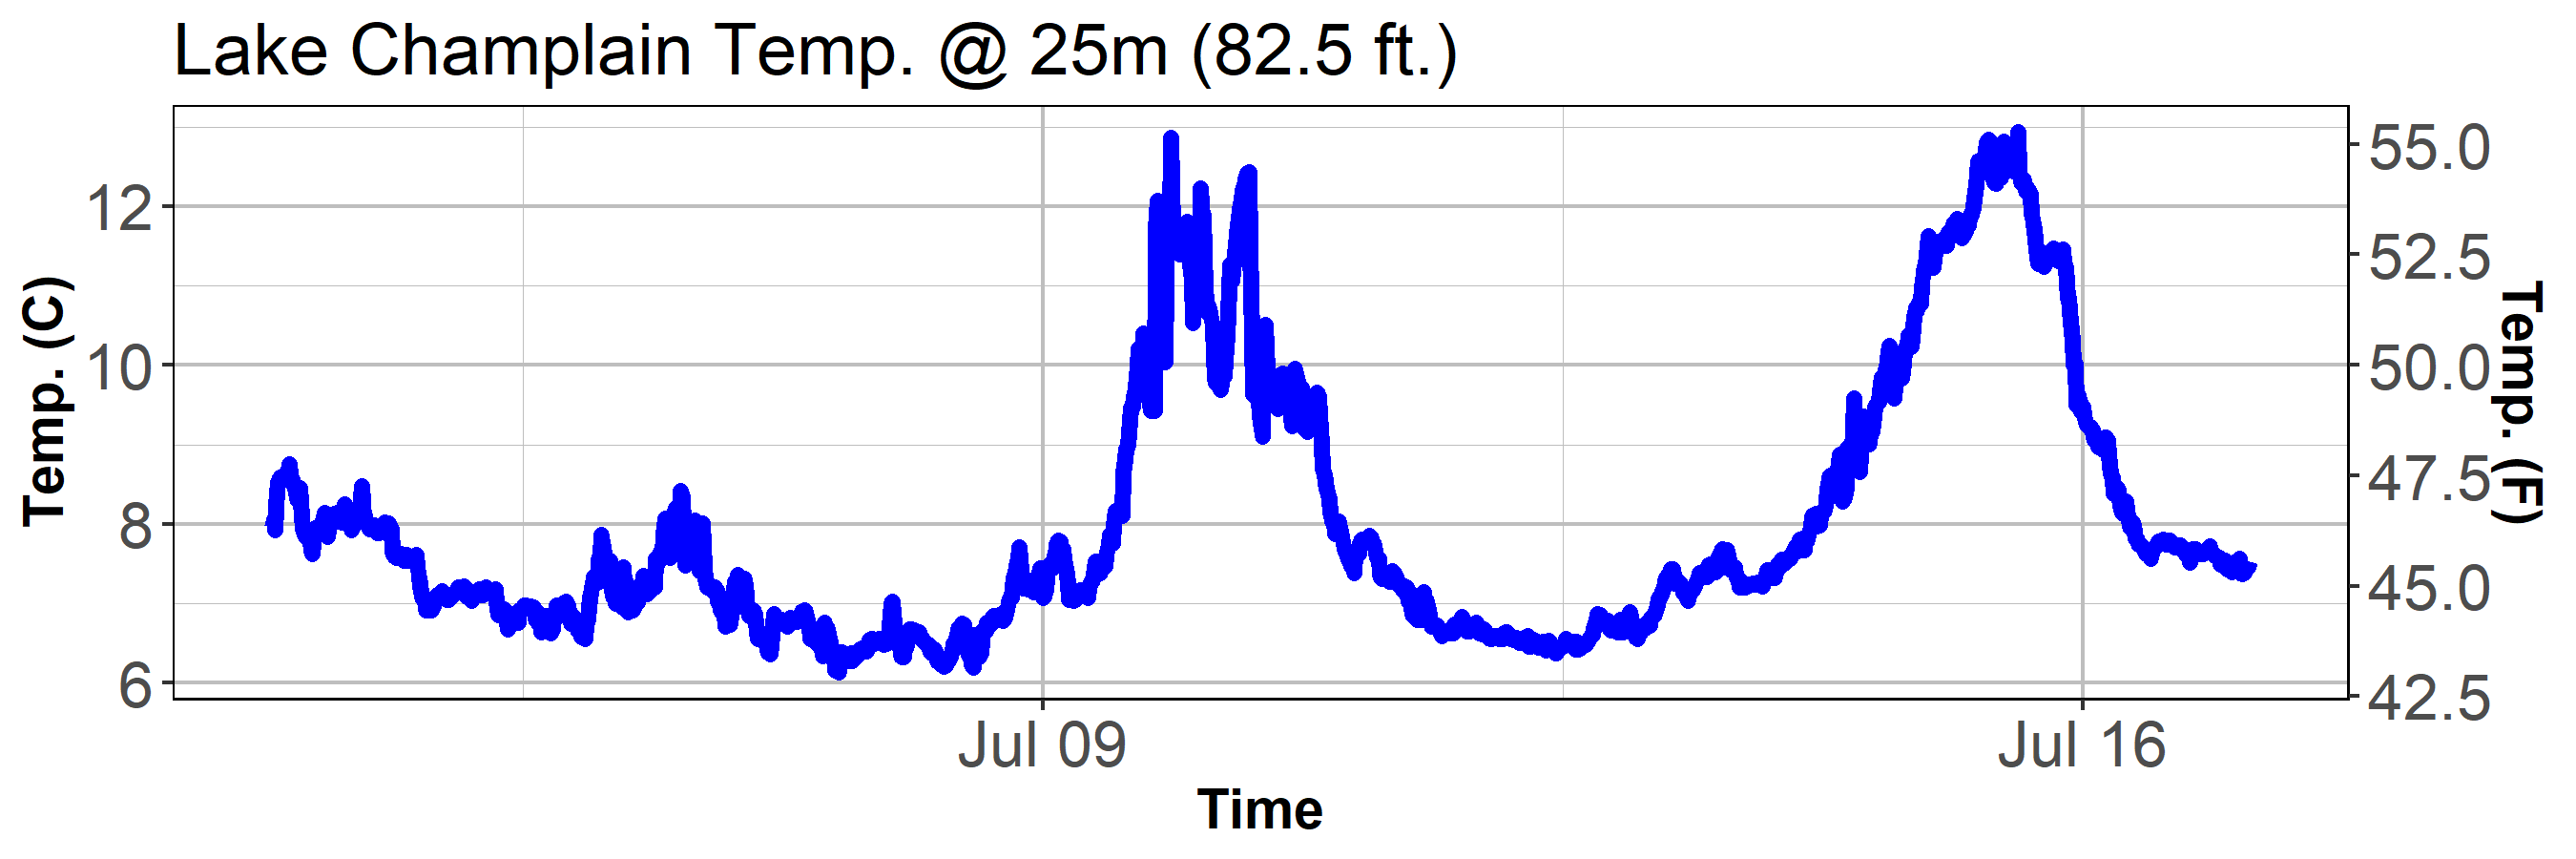 Lake Champlain Temp. @ 25m (82.5 ft.)
Temp. (C)
12
10
8
6
55.0
52.5
50.0
47.5
45.0
42.5
Temp. (F)
Jul 09
Jul 16
Time